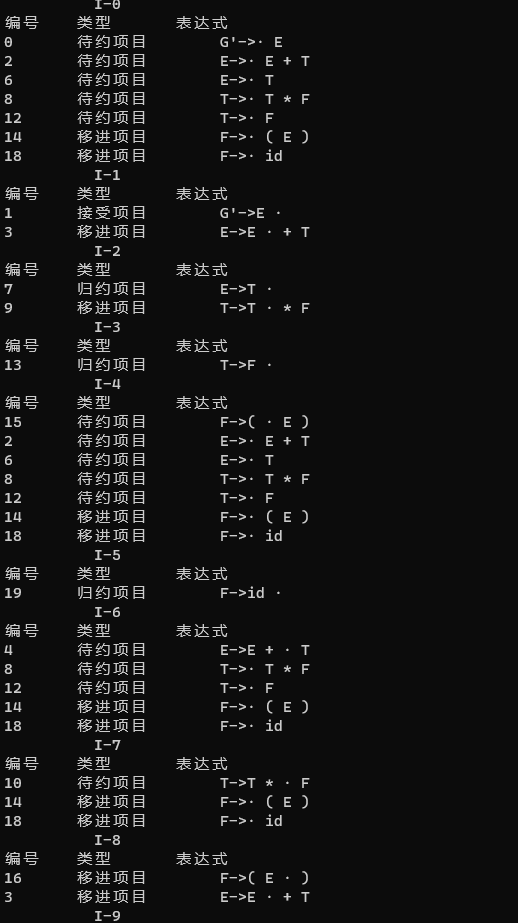 I-0
编号 类型 表达式
0 待约项目 G'->· E
2 待约项目 E->· E + T
6 待约项目 E->· T
8 待约项目 T->· T * F
12 待约项目 T->· F
14 移进项目 F->· ( E )
18 移进项目 F->· id
I-1
编号 类型 表达式
1 接受项目 G'->E ·
3 移进项目 E->E · + T
I-2
编号 类型 表达式
7 归约项目 E->T ·
9 移进项目 T->T · * F
I-3
编号 类型 表达式
13 归约项目 T->F ·
I-4
编号 类型 表达式
15 待约项目 F->( · E )
2 待约项目 E->· E + T
6 待约项目 E->· T
8 待约项目 T->· T * F
12 待约项目 T->· F
14 移进项目 F->· ( E )
18 移进项目 F->· id
I-5
编号 类型 表达式
19 归约项目 F->id ·
I-6
编号 类型 表达式
4 待约项目 E->E + · T
8 待约项目 T->· T * F
12 待约项目 T->· F
14 移进项目 F->· ( E )
18 移进项目 F->· id
I-7
编号 类型 表达式
10 待约项目 T->T * · F
14 移进项目 F->· ( E )
18 移进项目 F->· id
I-8
编号 类型 表达式
16 移进项目 F->( E · )
3 移进项目 E->E · + T
I-9